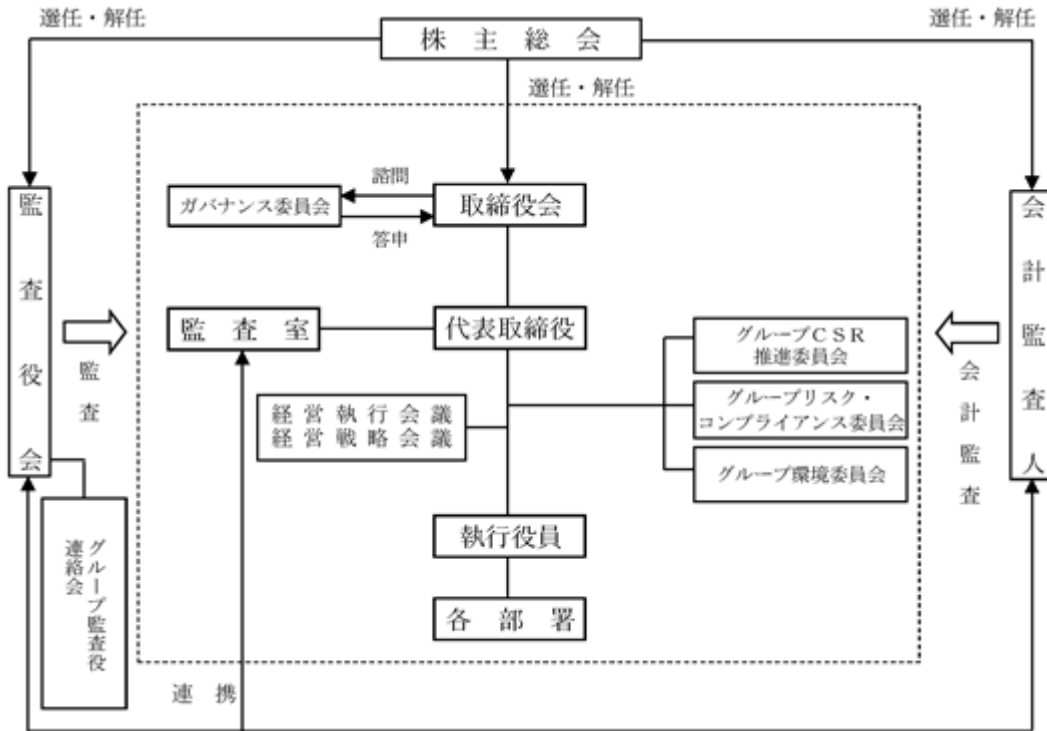 選任・解任
株主総会
選任・解任
選任・解任
諮問
ガバナンス委員会
取締役会
答申
監査役会
会計監査人
監査室
代表取締役
グループCSR
推進委員会
監査
会計監査
グループリスク・
コンプライアンス委員会
経営執行会議
経営戦略会議
グループ環境委員会
執行役員
グループ監査役
連絡会
各部署
連携